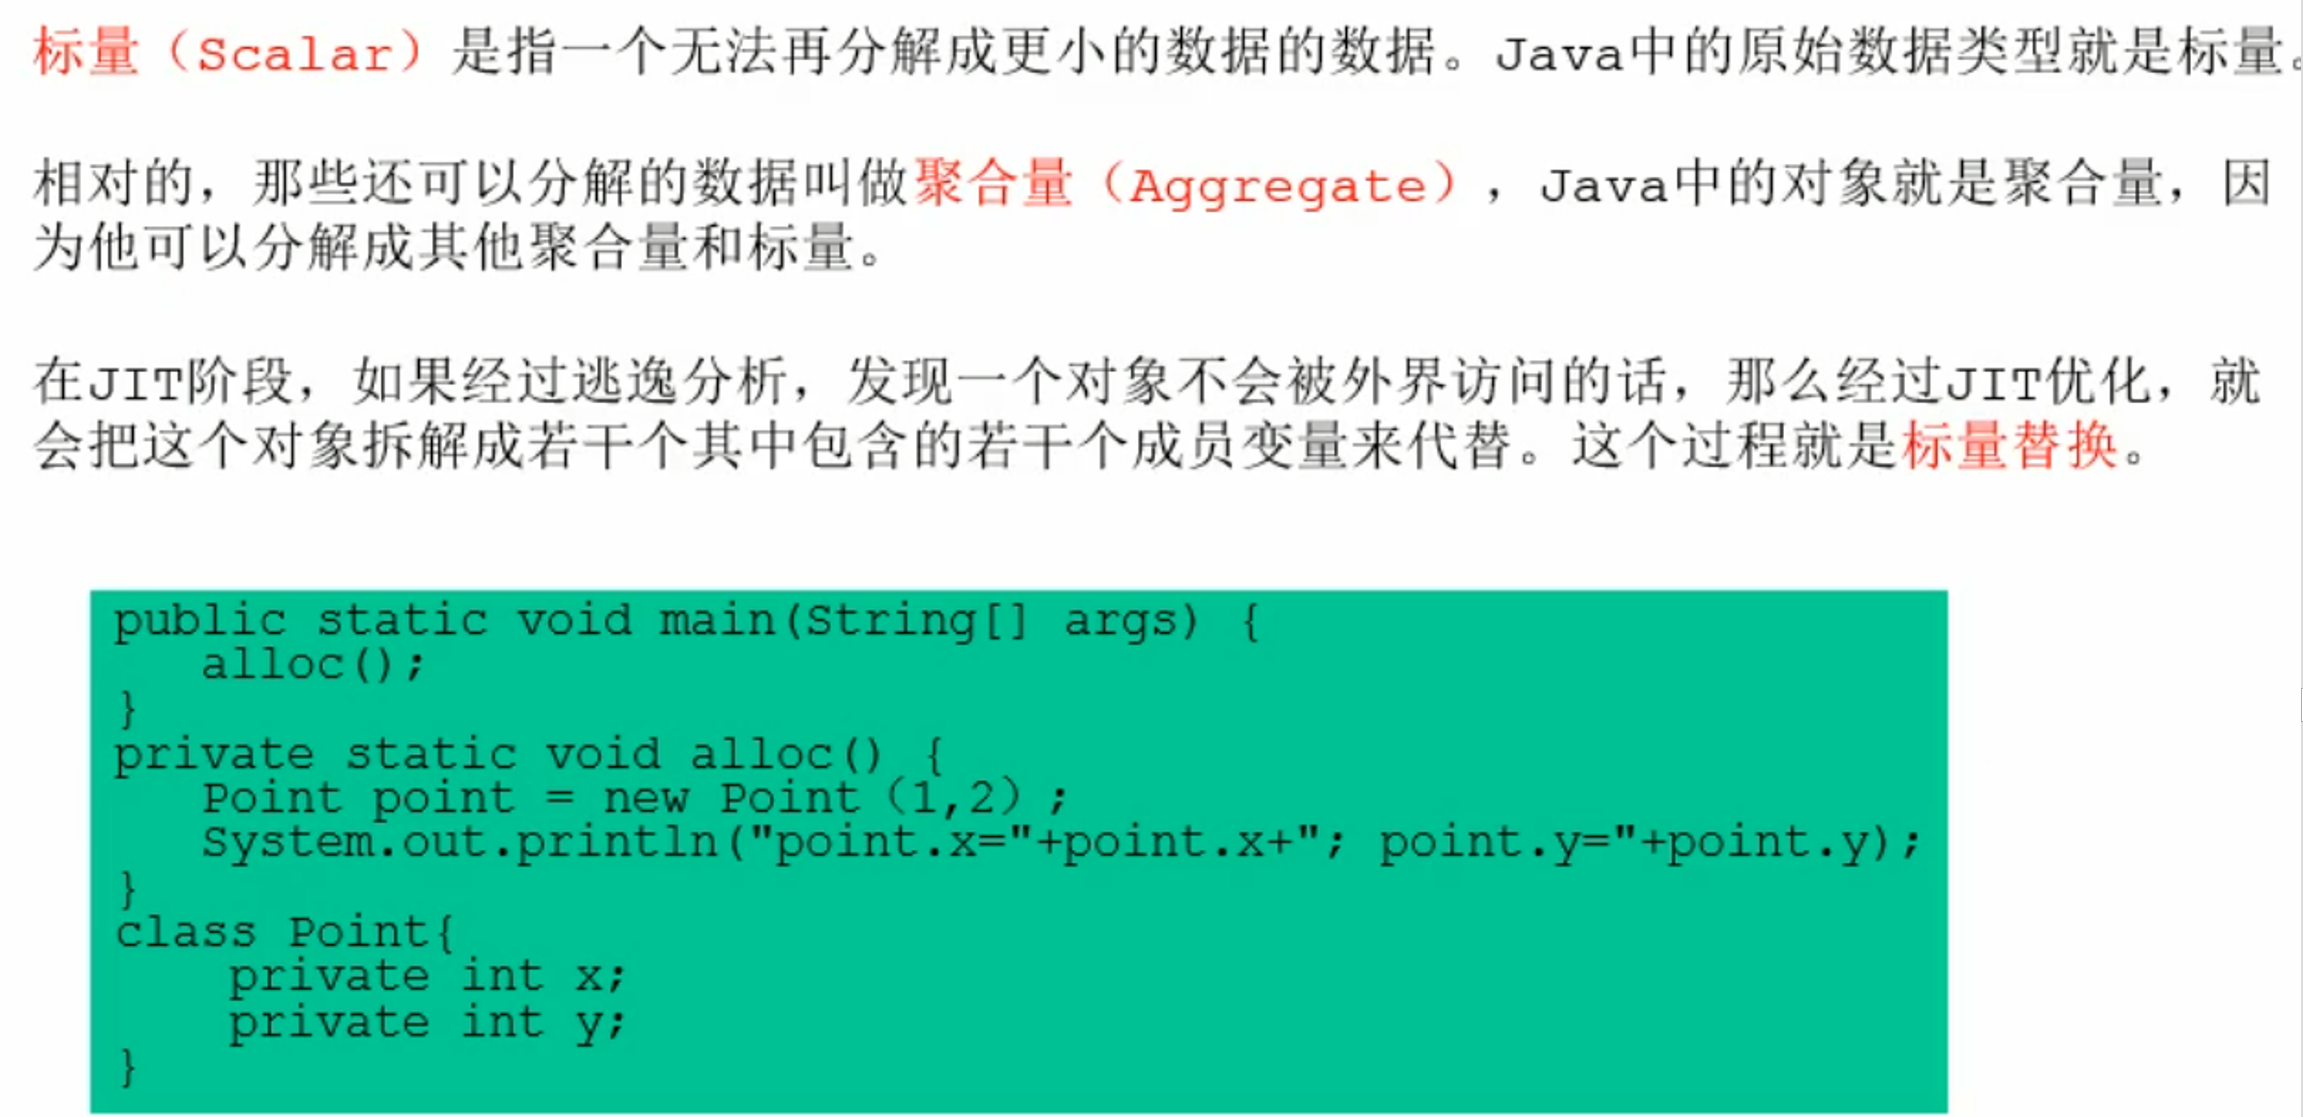 标量（Scalar）是指一个无法再分解成更小的数据的数据。Java中的原始数据类型就是标量。
相对的，那些还可以分解的数据叫做聚合量（Aggregate），Java中的对象就是聚合量，因
为他可以分解成其他聚合量和标量。
在JIT阶段，如果经过逃逸分析，发现一个对象不会被外界访问的话，那么经过JIT优化，就
会把这个对象拆解成若干个其中包含的若干个成员变量来代替。这个过程就是标量替换。
public static void main(String[] args) {
alloc();
}
private static void alloc() {
Point point = new Point（1,2）;
System.out.println("point.x="+point.x+"; point.y="+point.y);
}
class Point{
private int x;
private int y;
}